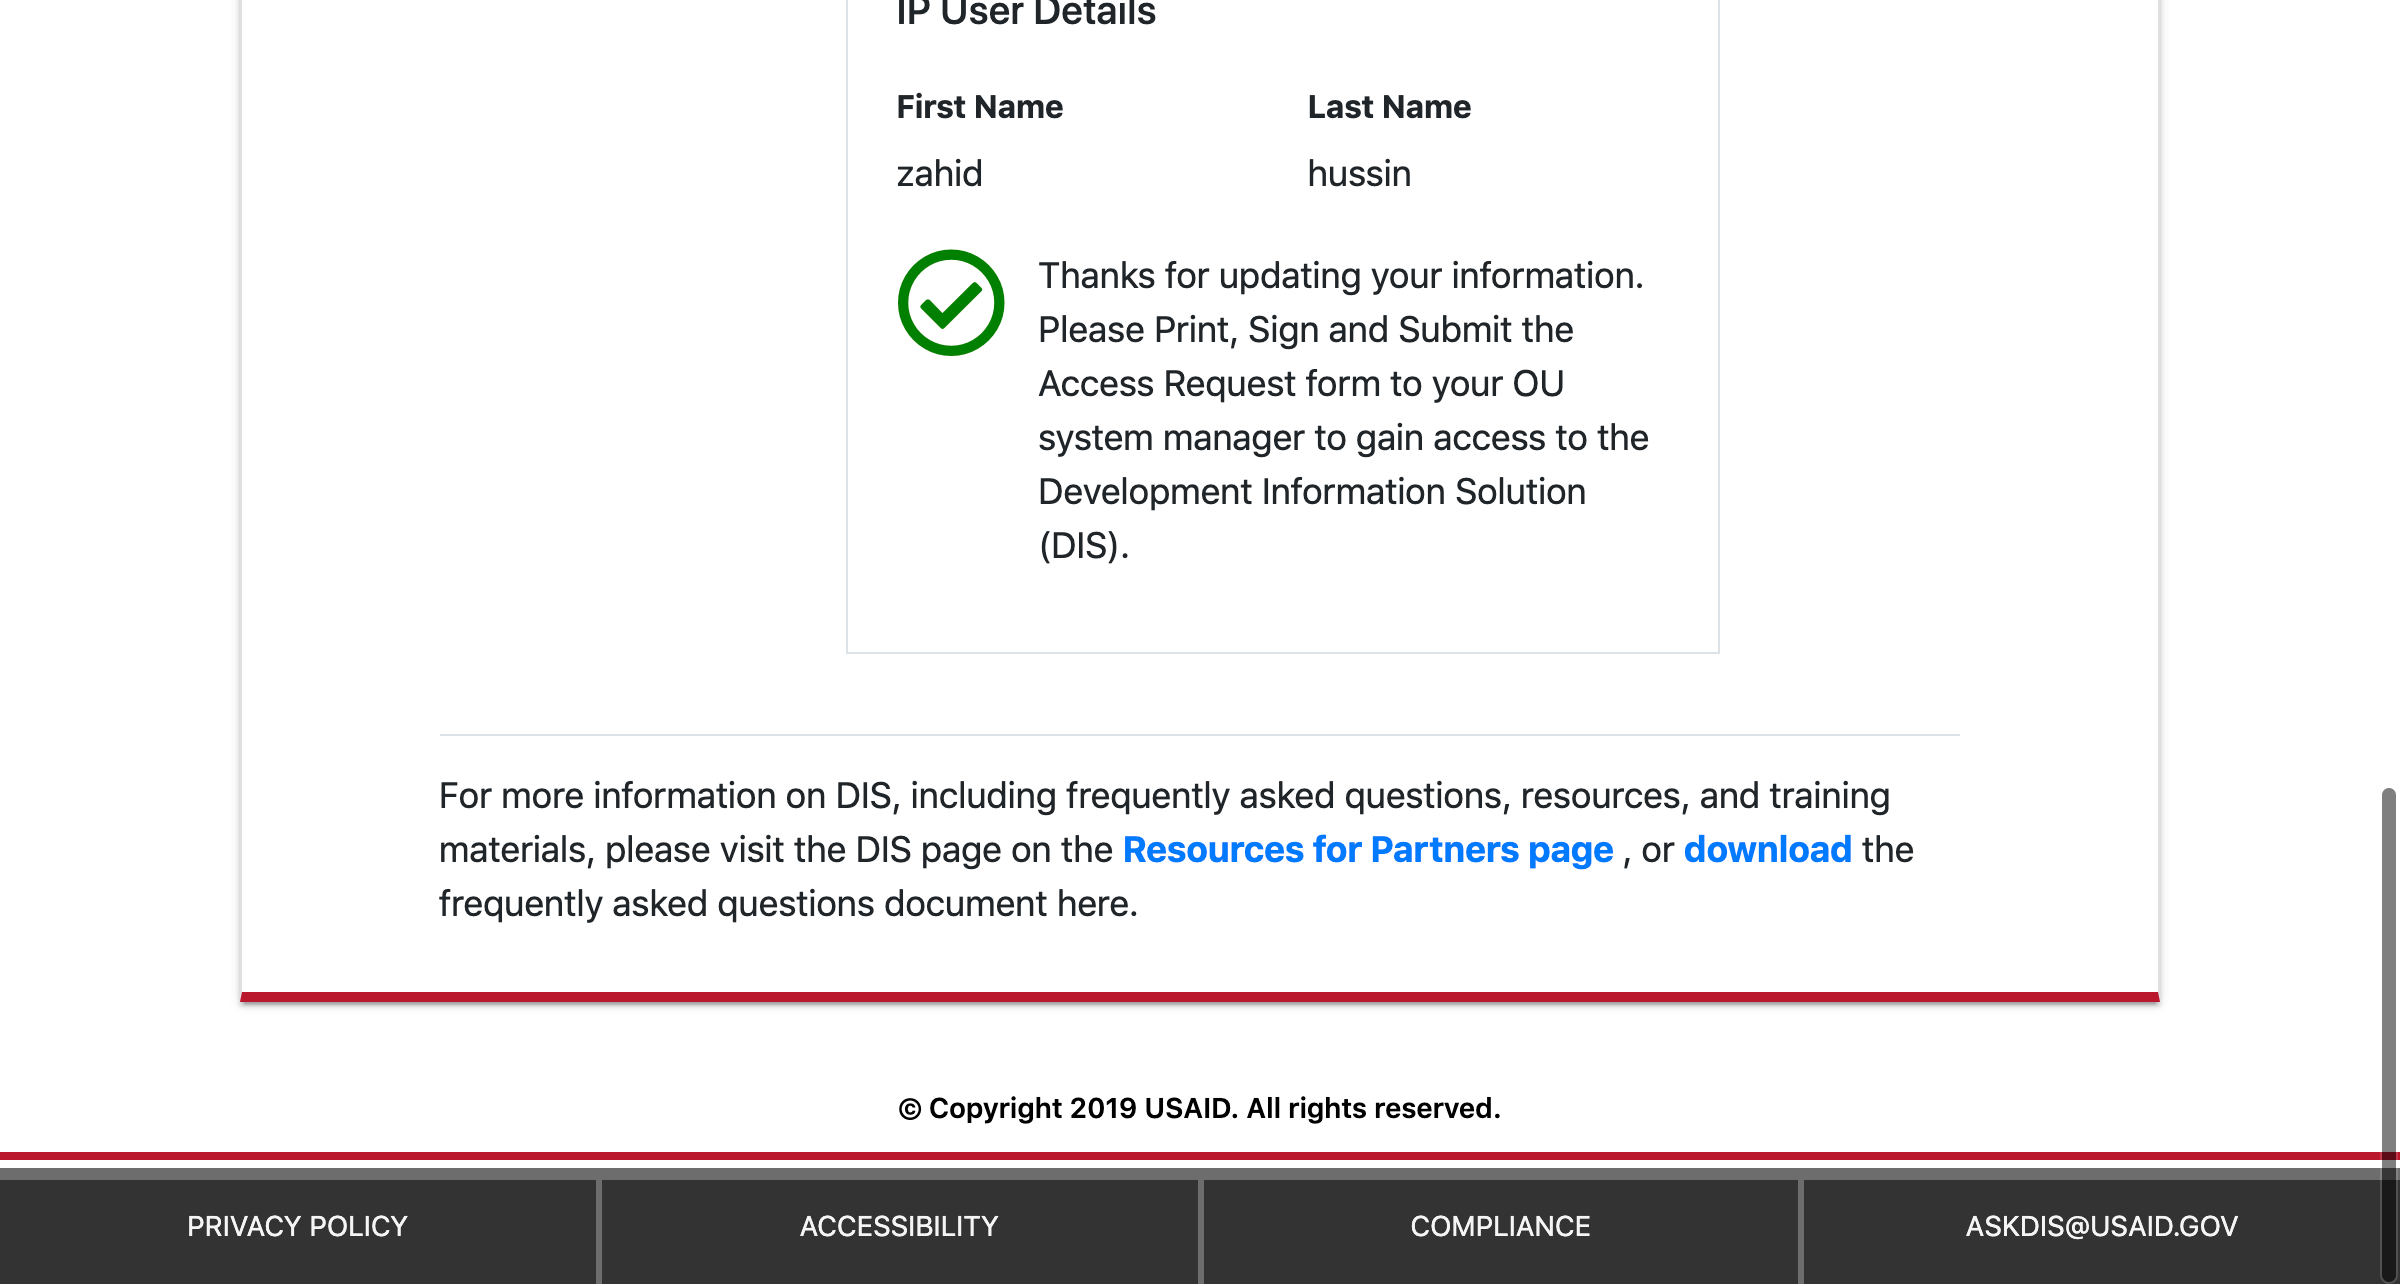 IP User Details
First Name
Last Name
zahid
hussin
Thanks for updating your information.
Please Print, Sign and Submit the
Access Request form to your OU
system manager to gain access to the
Development Information Solution
(DIS).
For more information on DIS, including frequently asked questions, resources, and training
materials, please visit the DIS page on the Resources for Partners page , or download the
frequently asked questions document here.
© Copyright 2019 USAID. All rights reserved.
PRIVACY POLICY
ACCESSIBILITY
COMPLIANCE
ASKDIS@USAID.GOV